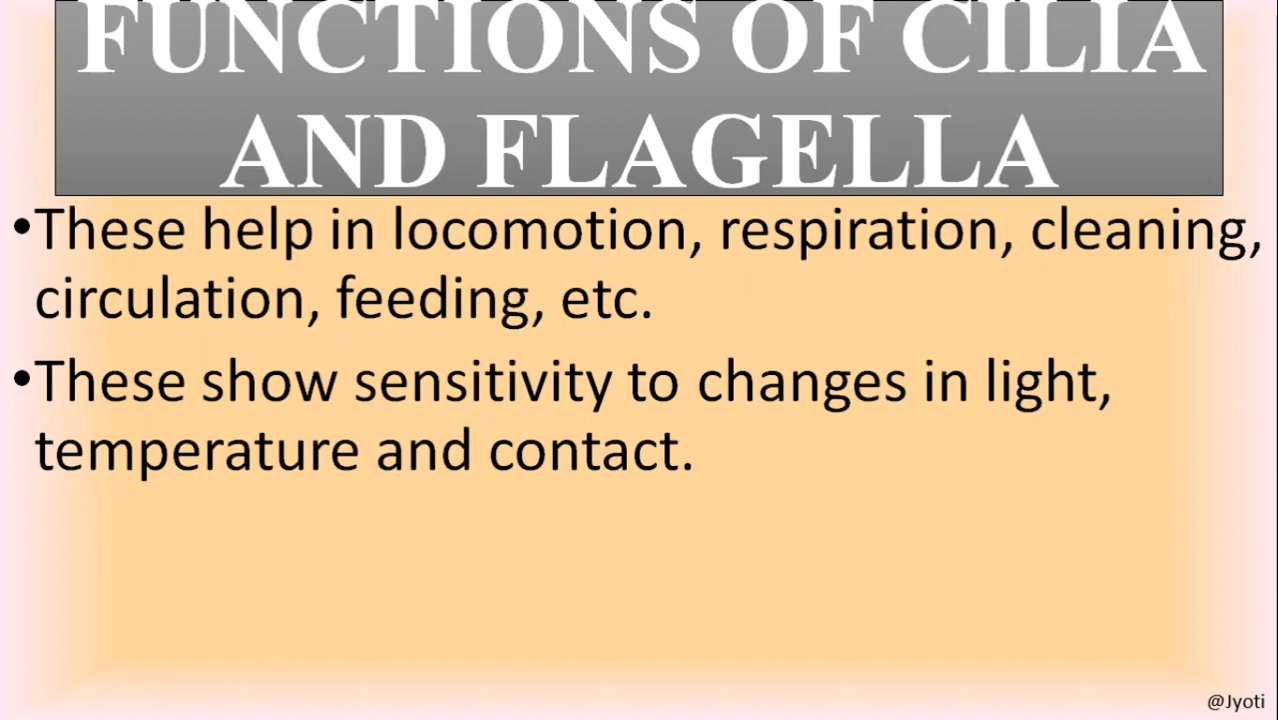 FUNCTIONS OF CILIA
AND FLAGELLA
•These help in locomotion, respiration, cleaning,
circulation, feeding, etc.
•These show sensitivity to changes in light,
temperature and contact.
@Jyoti